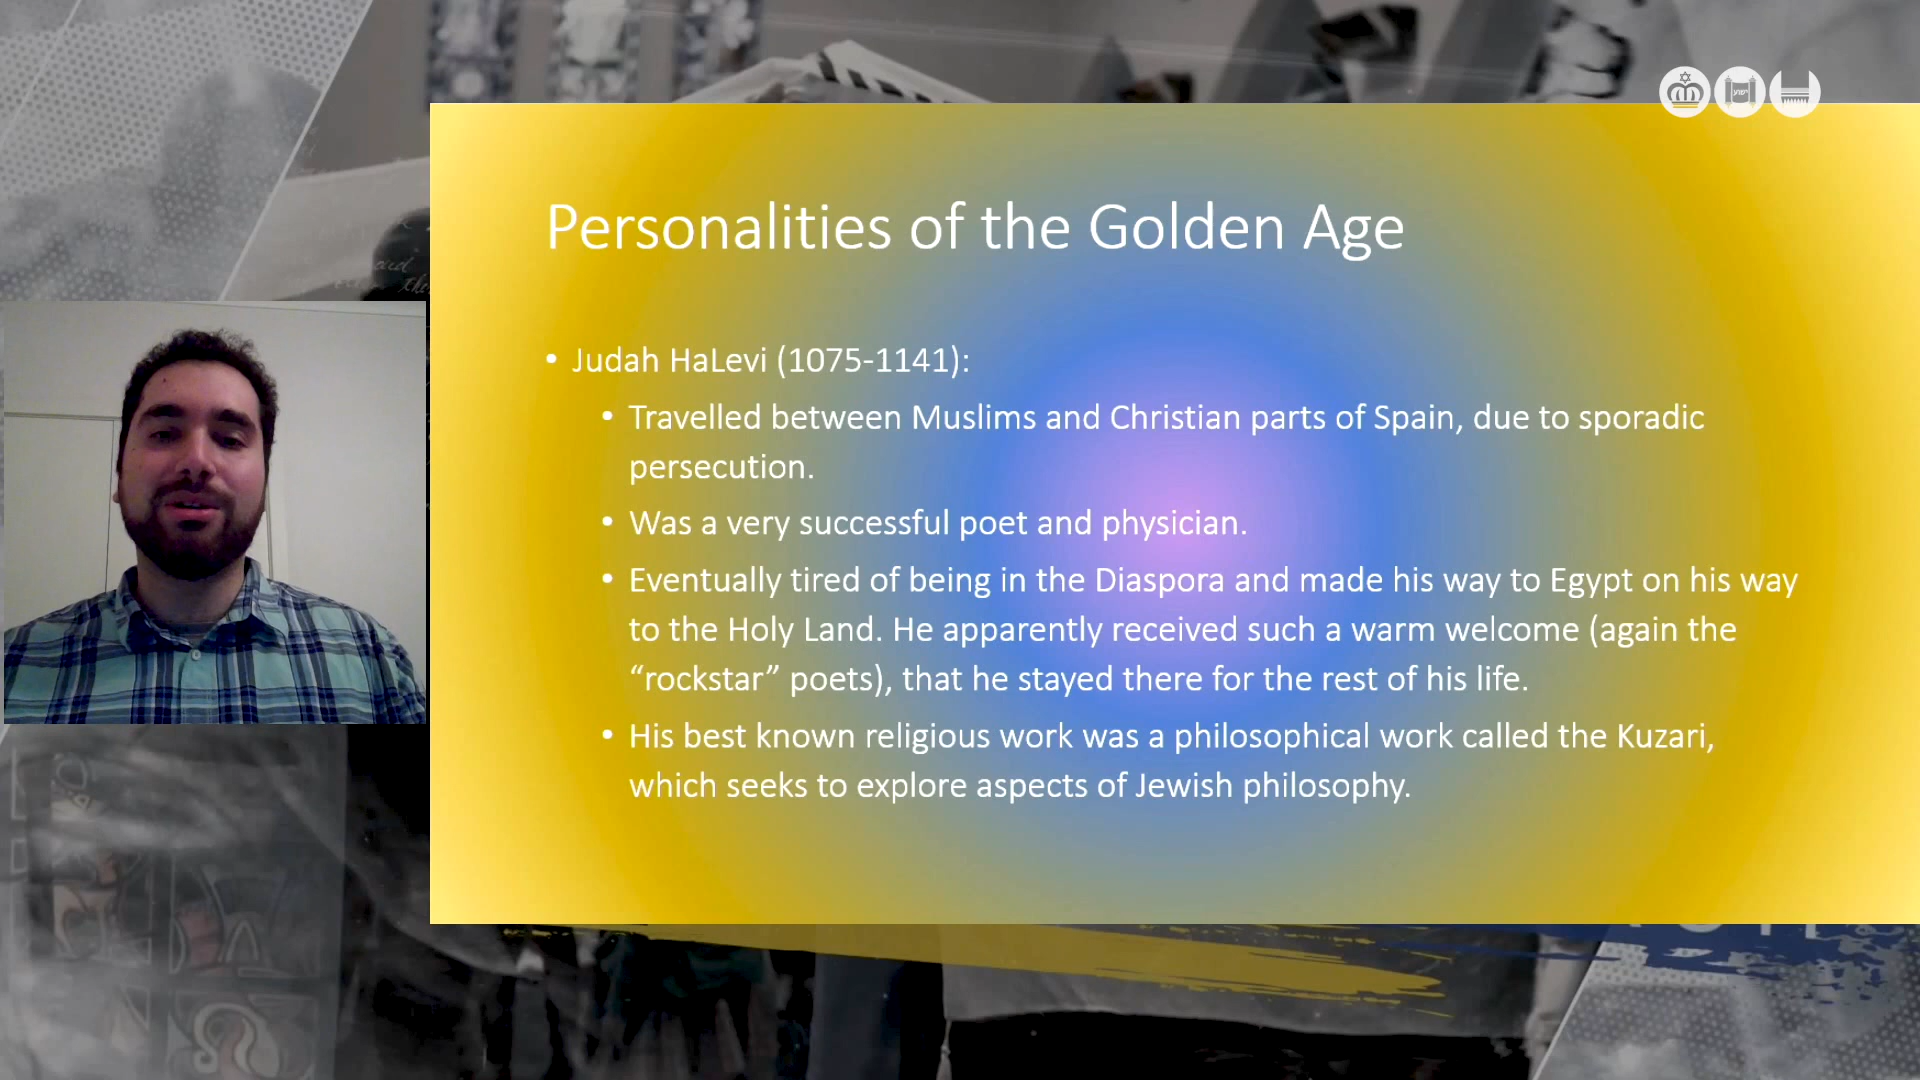 Personalities of the Golden Age
• Judah HaLevi (1075-1141):
• Travelled between Muslims and Christian parts of Spain, due to sporadic
persecution.
• Was a very successful poet and physician.
• Eventually tired of being in the Diaspora and made his way to Egypt on his way
to the Holy Land. He apparently received such a warm welcome (again the
“rockstar” poets), that he stayed there for the rest of his life.
• His best known religious work was a philosophical work called the Kuzari,
which seeks to explore aspects of Jewish philosophy.